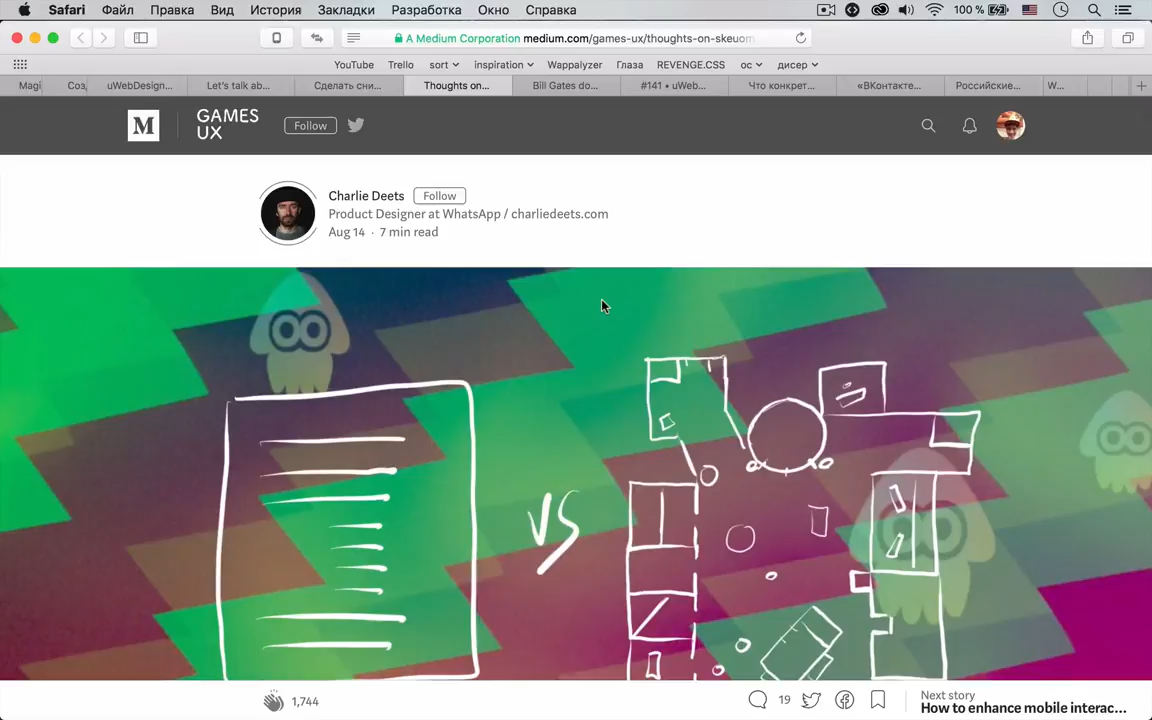 Safari Файл Правка Вид История Закладки Разработка Окно Справка 100 %
A Medium Corporation medium.com/games-ux/thoughts-on-skeuom
YouTube Trello sort inspiration Wappalyzer Глаза REVENGE.CSS ос дисер
Magi Соз uWebDesign... Let's talk ab... Сделать сни... Thoughts on... Bill Gates do... #141 • uWeb... Что конкрет... «ВКонтакте... Российские... W...
M
GAMES
UX
Follow
Charlie Deets Follow
Product Designer at WhatsApp / charliedeets.com
Aug 14 · 7 min read
VS
1,744
19
Next story
How to enhance mobile interac...